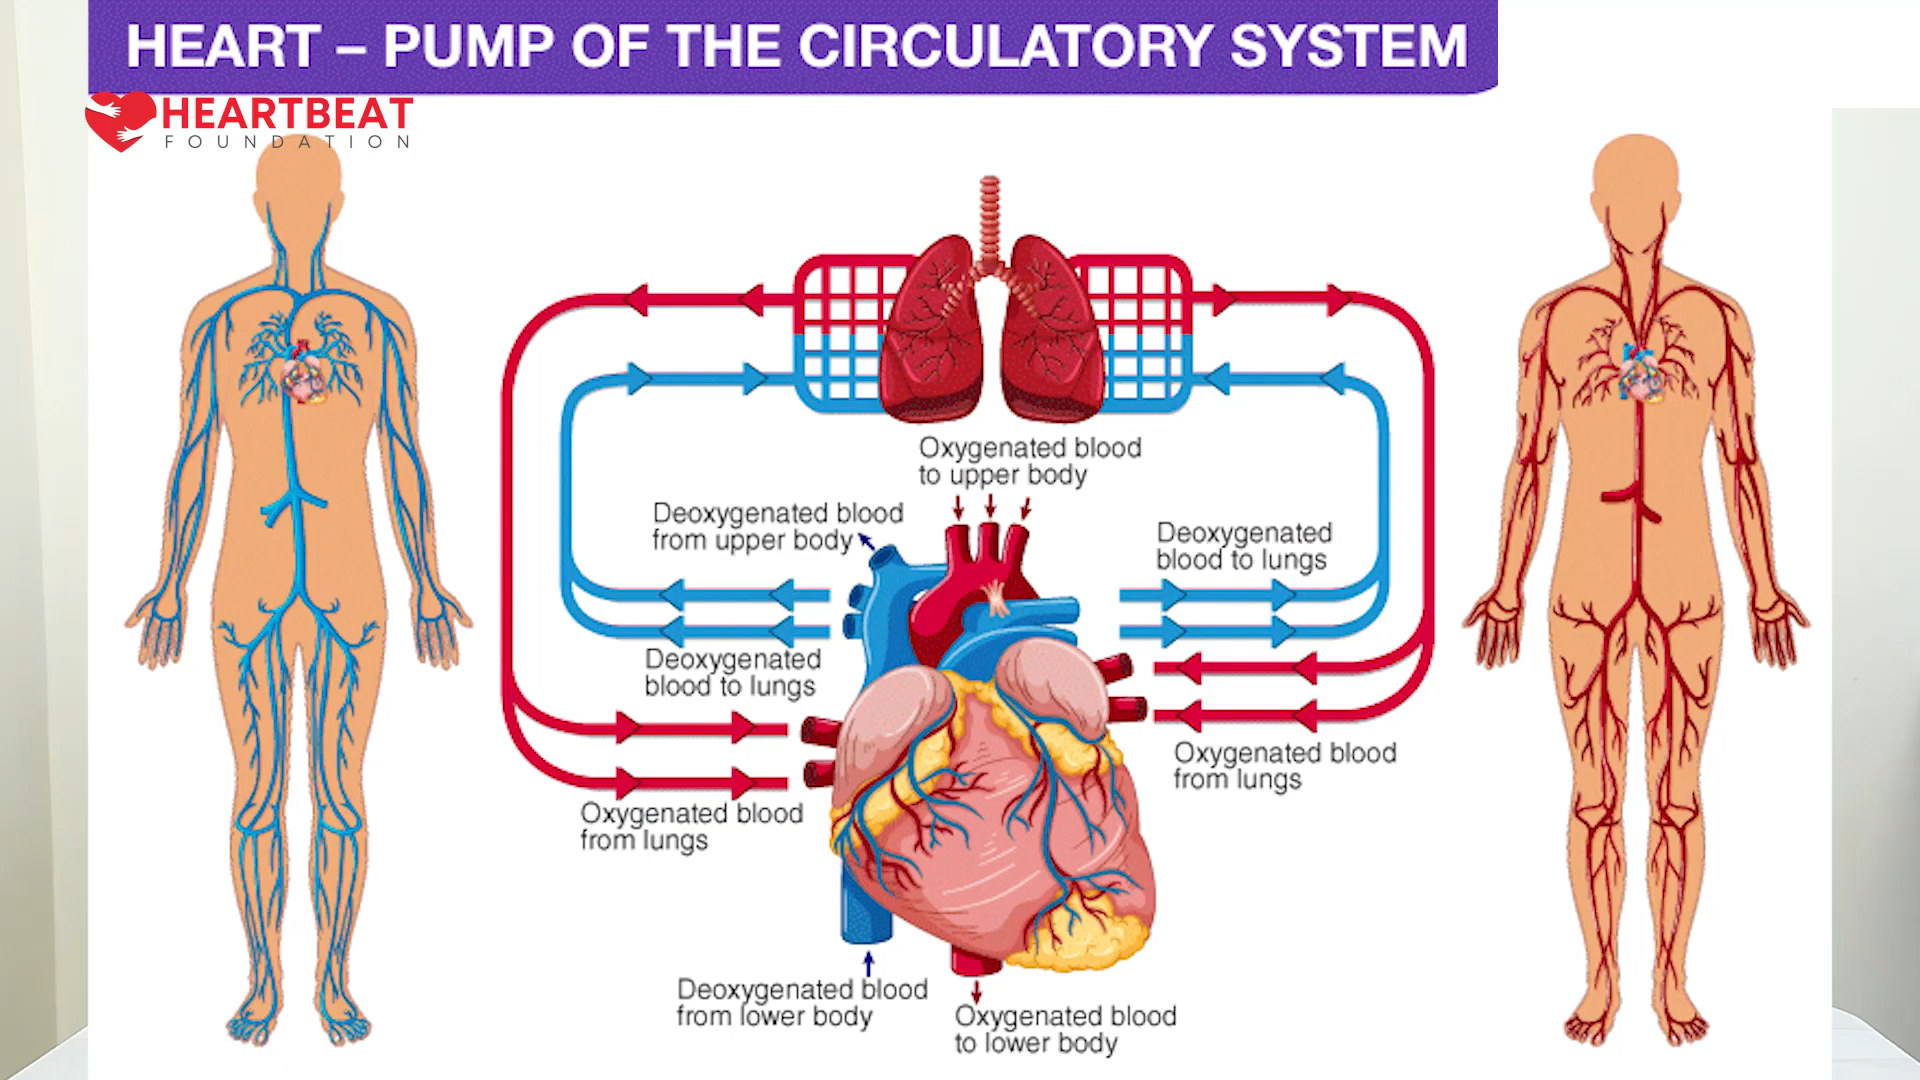 HEART – PUMP OF THE CIRCULATORY SYSTEM
HEARTBEAT
FOUNDATION
Oxygenated blood
to upper body
Deoxygenated blood
from upper body
Deoxygenated
blood to lungs
Deoxygenated
blood to lungs
Oxygenated blood
from lungs
Oxygenated blood
from lungs
Deoxygenated blood
from lower body
Oxygenated blood
to lower body